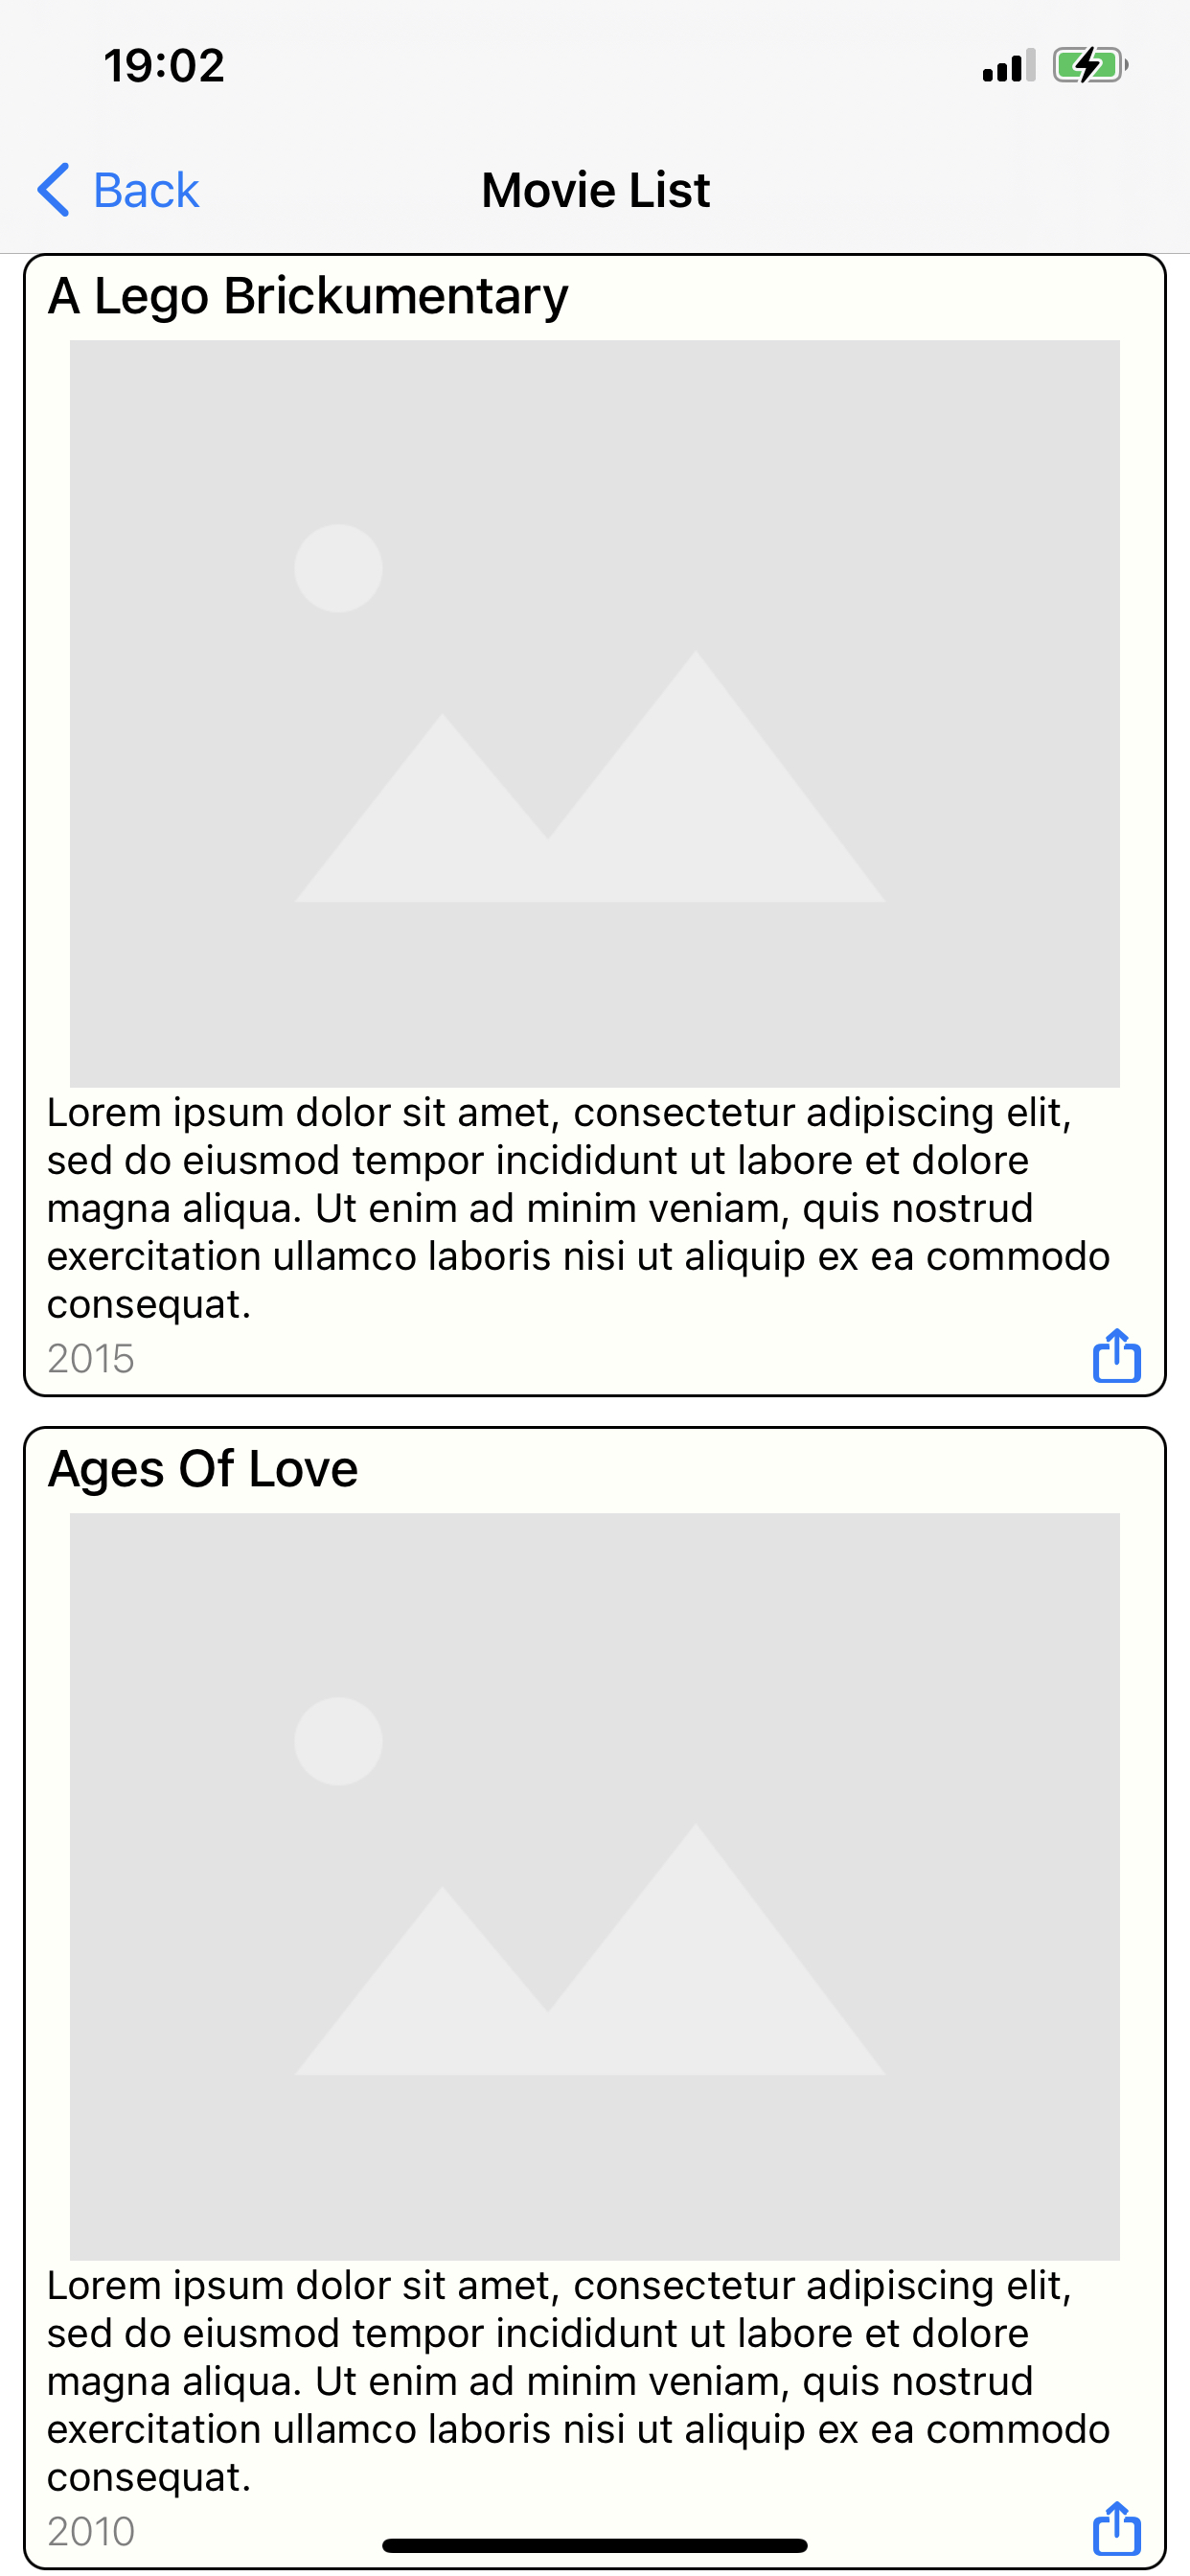 19:02
Back
Movie List
A Lego Brickumentary
Lorem ipsum dolor sit amet, consectetur adipiscing elit,
sed do eiusmod tempor incididunt ut labore et dolore
magna aliqua. Ut enim ad minim veniam, quis nostrud
exercitation ullamco laboris nisi ut aliquip ex ea commodo
consequat.
2015
Ages Of Love
Lorem ipsum dolor sit amet, consectetur adipiscing elit,
sed do eiusmod tempor incididunt ut labore et dolore
magna aliqua. Ut enim ad minim veniam, quis nostrud
exercitation ullamco laboris nisi ut aliquip ex ea commodo
consequat.
2010